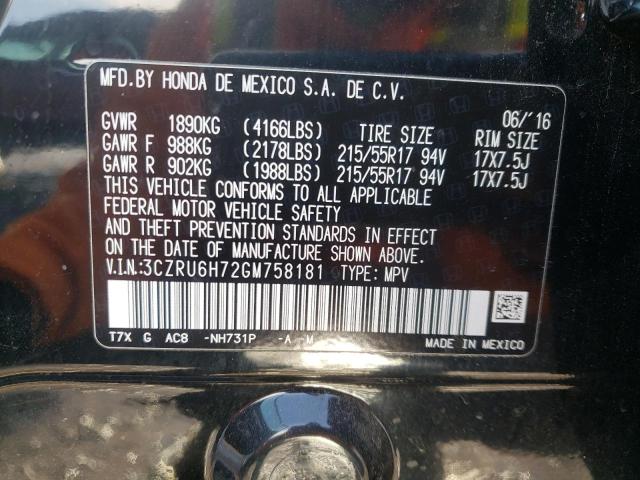 MFD.BY HONDA DE MEXICO S.A. DE C.V.
06/'16
GVWR 1890KG (4166LBS) TIRE SIZE RIM SIZE
GAWR F 988KG (2178LBS) 215/55R17 94V 17X7.5J
GAWR R 902KG (1988LBS) 215/55R17 94V 17X7.5J
THIS VEHICLE CONFORMS TO ALL APPLICABLE
FEDERAL MOTOR VEHICLE SAFETY
AND THEFT PREVENTION STANDARDS IN EFFECT
ON THE DATE OF MANUFACTURE SHOWN ABOVE.
V.I.N.:3CZRU6H72GM758181 TYPE: MPV
T7X G AC8 -NH731P -A M
MADE IN MEXICO